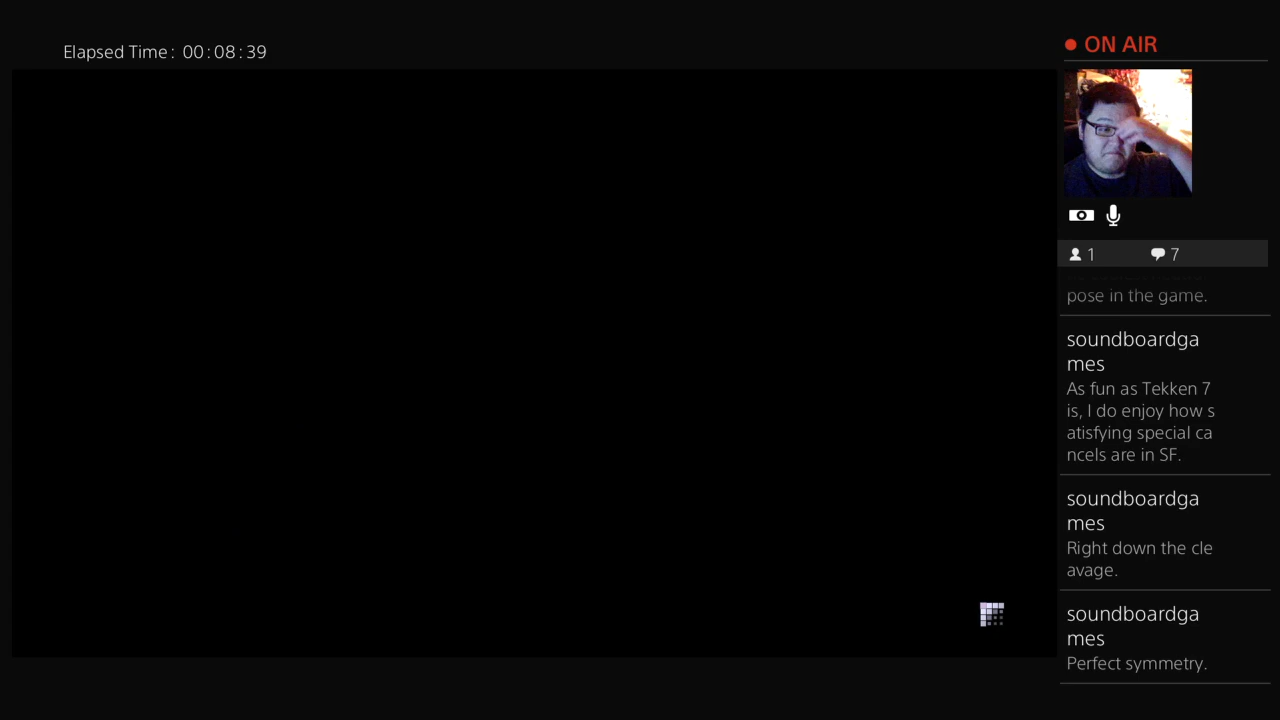 Elapsed Time: 00:08:39
ON AIR
1
7
pose in the game.
soundboardga
mes
As fun as Tekken 7
is, I do enjoy how s
atisfying special ca
ncels are in SF.
soundboardga
mes
Right down the cle
avage.
soundboardga
mes
Perfect symmetry.